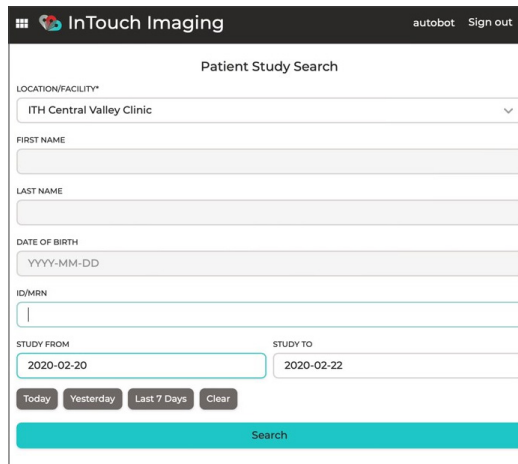 InTouch Imaging autobot Sign out
Patient Study Search
LOCATION/FACILITY*
ITH Central Valley Clinic
FIRST NAME
LAST NAME
DATE OF BIRTH
YYYY-MM-DD
ID/MRN
STUDY FROM STUDY TO
2020-02-20 2020-02-22
Today Yesterday Last 7 Days Clear
Search